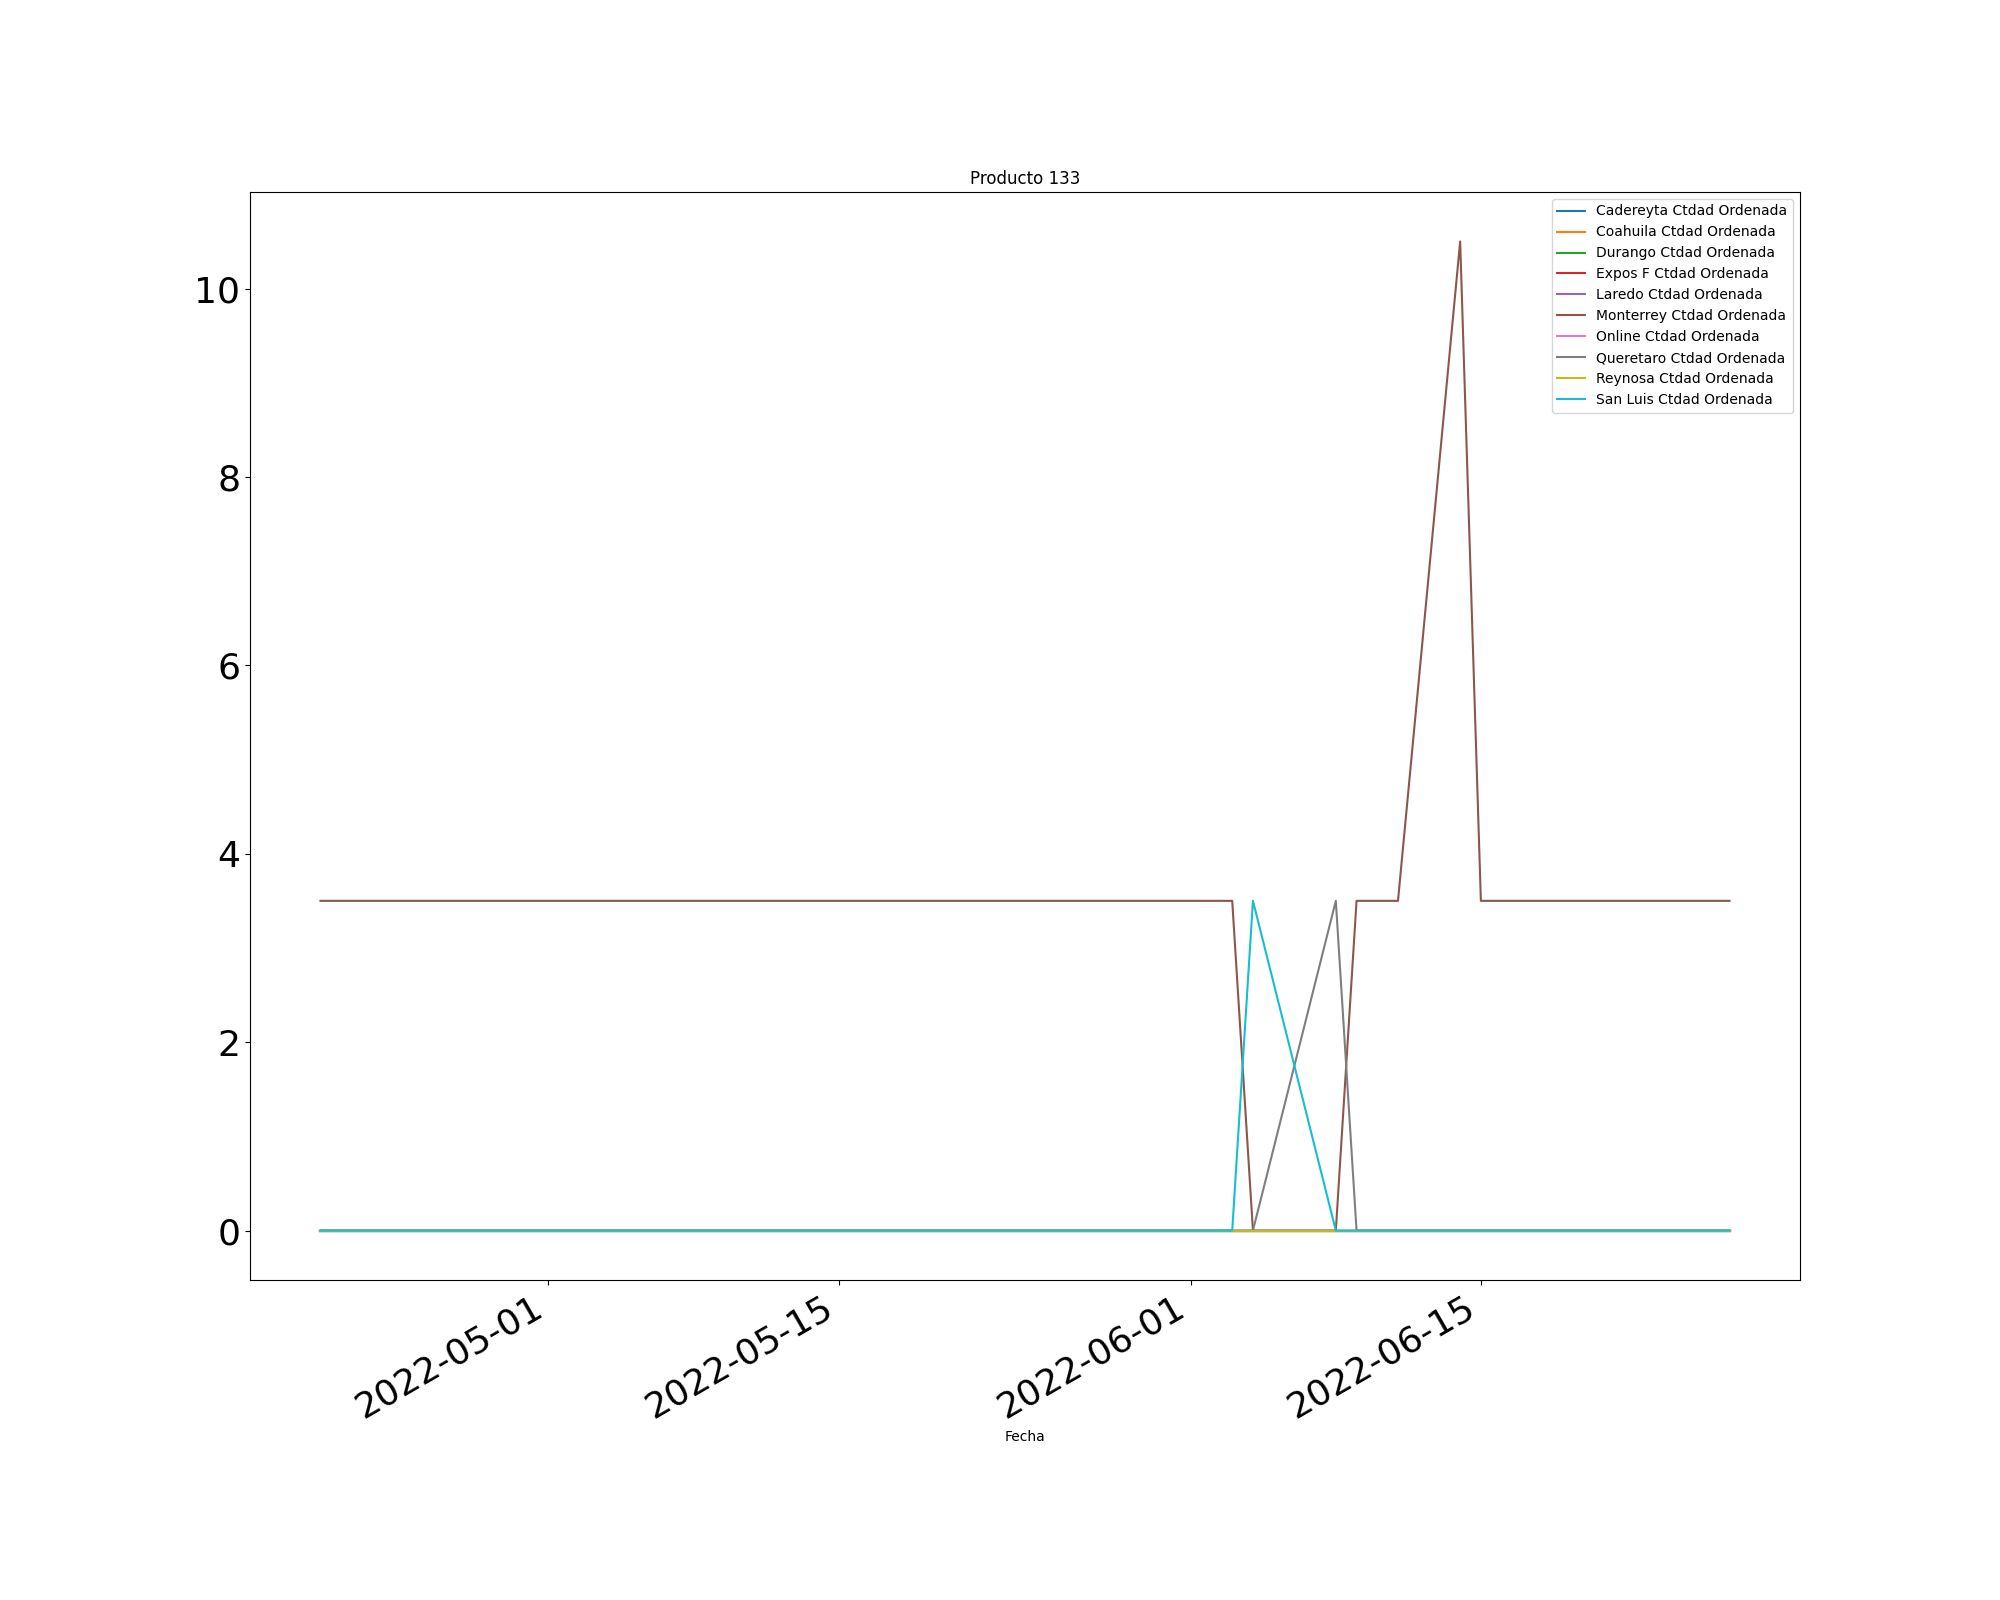 Producto 133
Cadereyta Ctdad Ordenada
Coahuila Ctdad Ordenada
Durango Ctdad Ordenada
Expos F Ctdad Ordenada
Laredo Ctdad Ordenada
Monterrey Ctdad Ordenada
Online Ctdad Ordenada
Queretaro Ctdad Ordenada
Reynosa Ctdad Ordenada
San Luis Ctdad Ordenada
10
8
6
4
2
0
2022-05-01
2022-05-15
2022-06-01
2022-06-15
Fecha